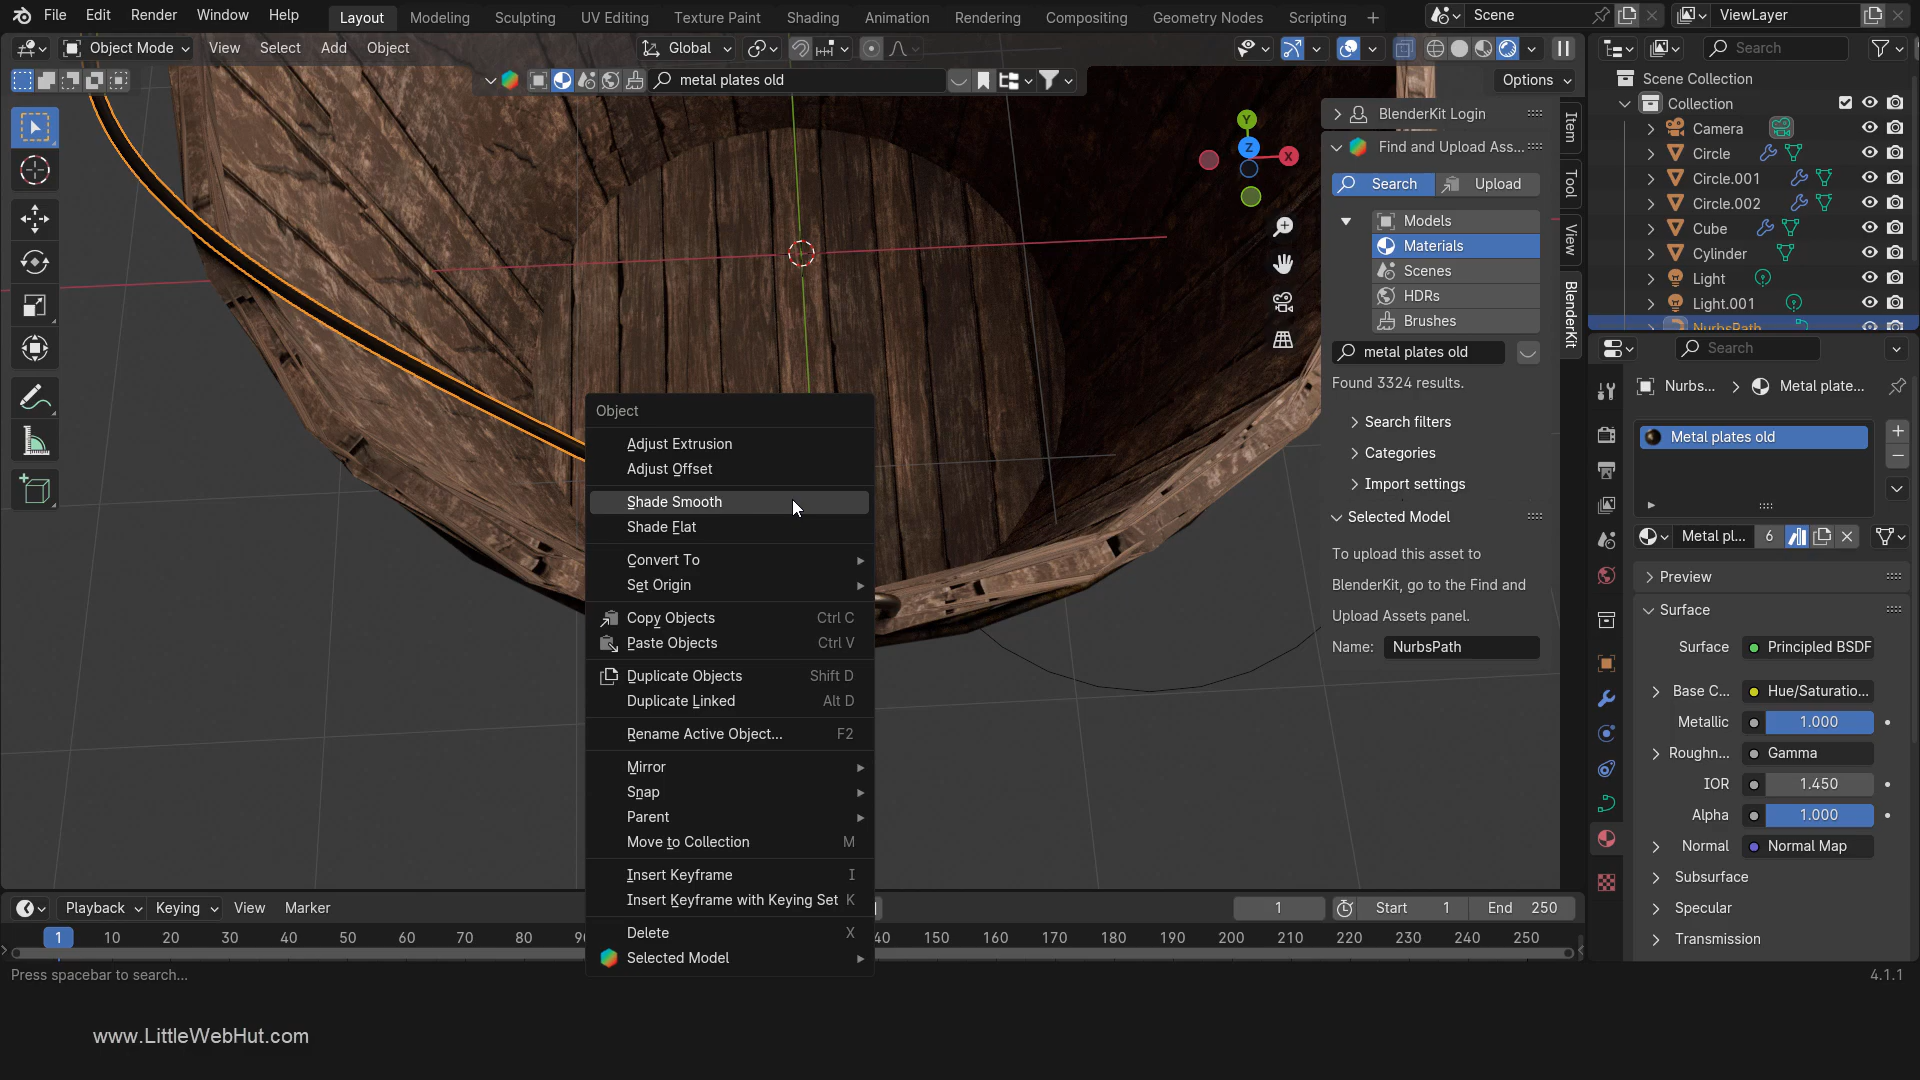 File Edit Render Window Help Layout Modeling Sculpting UV Editing Texture Paint Shading Animation Rendering Compositing Geometry Nodes Scripting + Scene ViewLayer
Object Mode View Select Add Object Global Search
metal plates old Options
Scene Collection
Collection
Camera
Circle
Circle.001
Circle.002
Cube
Cylinder
Light
Light.001
NurbsPath
Y
Z
X
BlenderKit Login
Find and Upload Ass...
Search Upload
Models
Materials
Scenes
HDRs
Brushes
metal plates old
Found 3324 results.
Search filters
Categories
Import settings
Selected Model
To upload this asset to
BlenderKit, go to the Find and
Upload Assets panel.
Name: NurbsPath
Item
Tool
View
BlenderKit
Object
Adjust Extrusion
Adjust Offset
Shade Smooth
Shade Flat
Convert To
Set Origin
Copy Objects Ctrl C
Paste Objects Ctrl V
Duplicate Objects Shift D
Duplicate Linked Alt D
Rename Active Object... F2
Mirror
Snap
Parent
Move to Collection M
Insert Keyframe I
Insert Keyframe with Keying Set K
Delete X
Selected Model
Search
Nurbs... Metal plate...
Metal plates old
Metal pl... 6
Preview
Surface
Surface Principled BSDF
Base C... Hue/Saturatio...
Metallic 1.000
Roughn... Gamma
IOR 1.450
Alpha 1.000
Normal Normal Map
Subsurface
Specular
Transmission
Playback Keying View Marker 1 Start 1 End 250
1 10 20 30 40 50 60 70 80 150 160 170 180 190 200 210 220 230 240 250
Press spacebar to search... 4.1.1
www.LittleWebHut.com